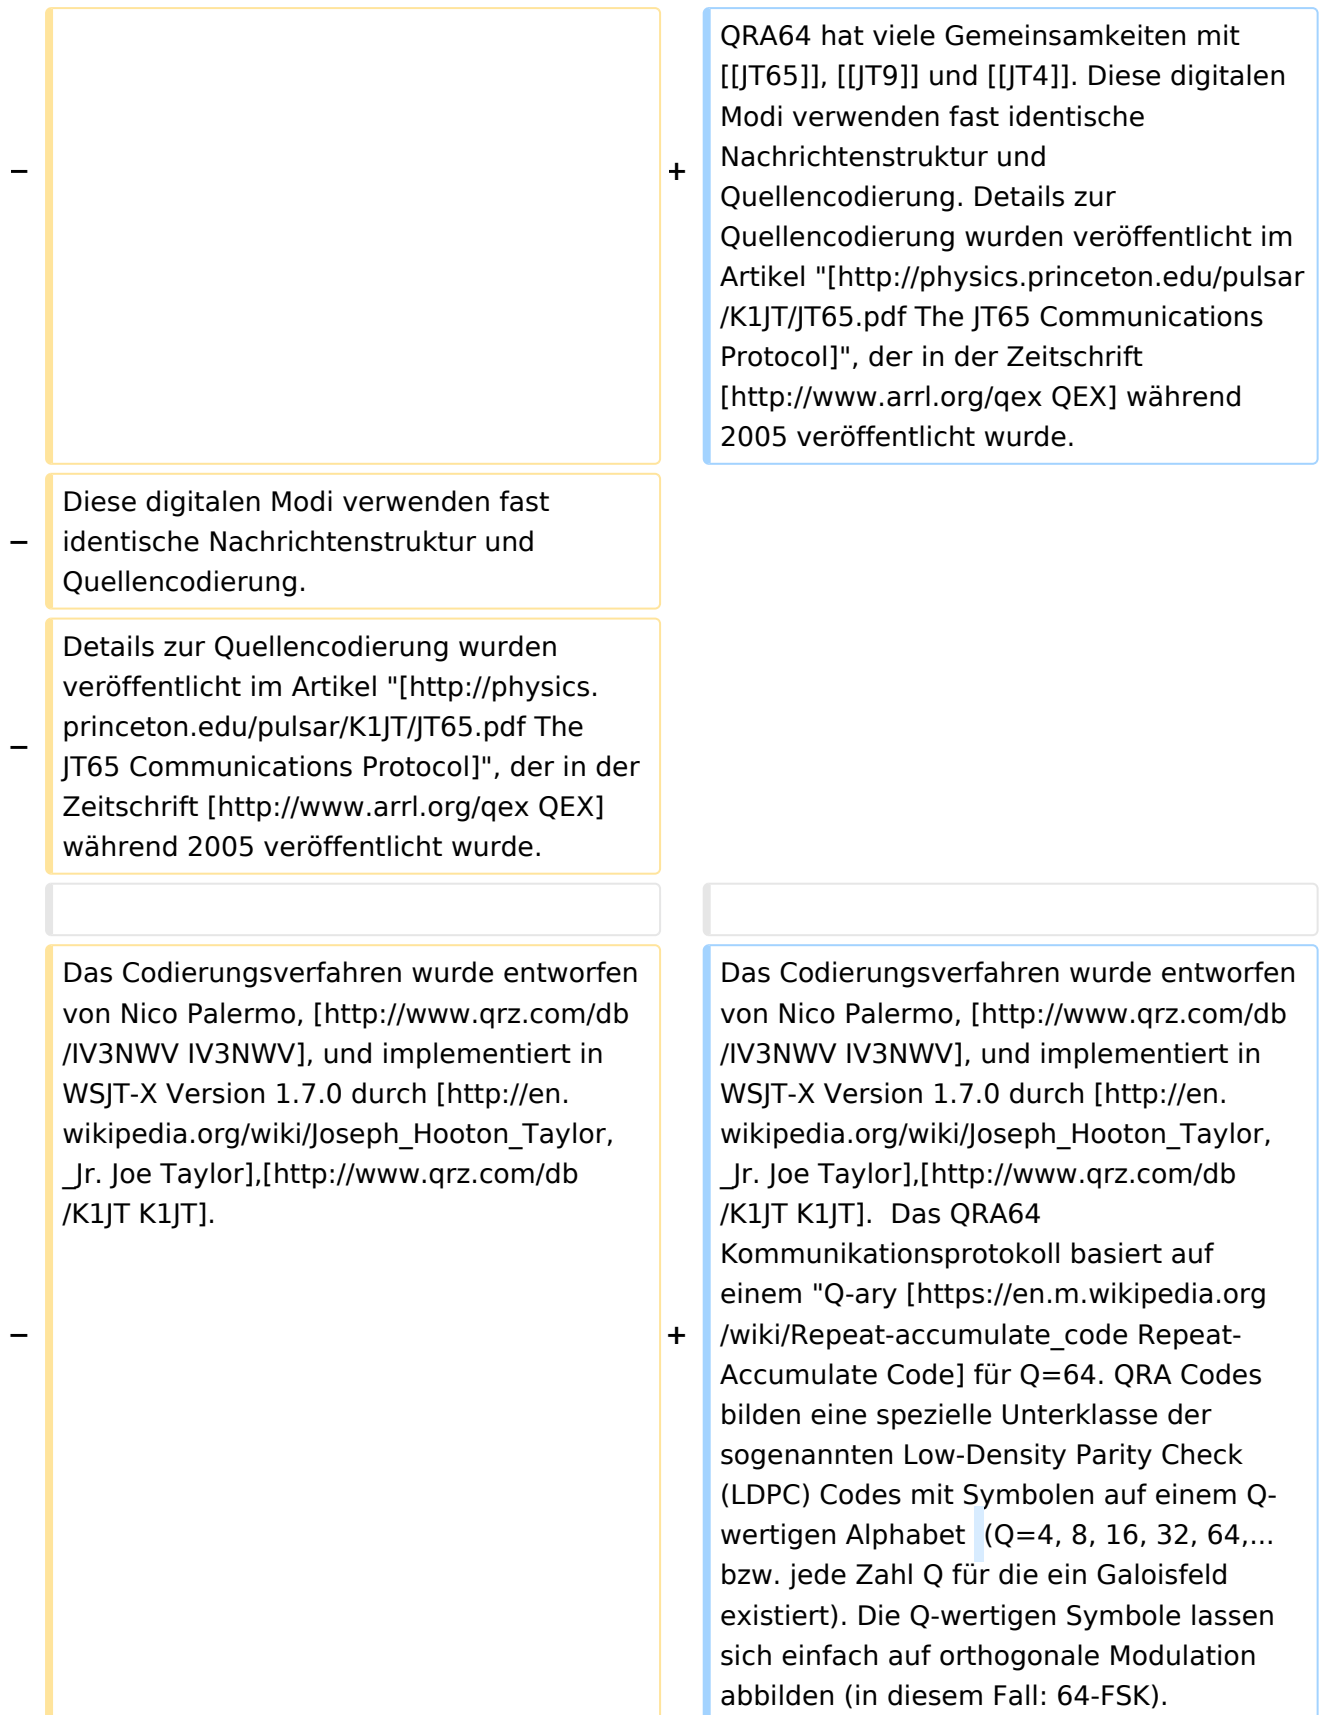 QRA64 hat viele Gemeinsamkeiten mit
[[JT65]], [[JT9]] und [[JT4]]. Diese digitalen
Modi verwenden fast identische
− + Nachrichtenstruktur und
Quellencodierung. Details zur
Quellencodierung wurden veröffentlicht im
Artikel "[http://physics.princeton.edu/pulsar
/K1JT/JT65.pdf The JT65 Communications
Protocol]", der in der Zeitschrift
[http://www.arrl.org/qex QEX] während
2005 veröffentlicht wurde.
Diese digitalen Modi verwenden fast
− identische Nachrichtenstruktur und
Quellencodierung.
Details zur Quellencodierung wurden
veröffentlicht im Artikel "[http://physics.
princeton.edu/pulsar/K1JT/JT65.pdf The
− JT65 Communications Protocol]", der in der
Zeitschrift [http://www.arrl.org/qex QEX]
während 2005 veröffentlicht wurde.
Das Codierungsverfahren wurde entworfen
von Nico Palermo, [http://www.qrz.com/db
/IV3NWV IV3NWV], und implementiert in
WSJT-X Version 1.7.0 durch [http://en.
wikipedia.org/wiki/Joseph_Hooton_Taylor,
_Jr. Joe Taylor],[http://www.qrz.com/db
/K1JT K1JT].
−
+
Das Codierungsverfahren wurde entworfen
von Nico Palermo, [http://www.qrz.com/db
/IV3NWV IV3NWV], und implementiert in
WSJT-X Version 1.7.0 durch [http://en.
wikipedia.org/wiki/Joseph_Hooton_Taylor,
_Jr. Joe Taylor],[http://www.qrz.com/db
/K1JT K1JT].  Das QRA64
Kommunikationsprotokoll basiert auf
einem "Q-ary [https://en.m.wikipedia.org
/wiki/Repeat-accumulate_code Repeat-
Accumulate Code] für Q=64. QRA Codes
bilden eine spezielle Unterklasse der
sogenannten Low-Density Parity Check
(LDPC) Codes mit Symbolen auf einem Q-
wertigen Alphabet  (Q=4, 8, 16, 32, 64,...
bzw. jede Zahl Q für die ein Galoisfeld
existiert). Die Q-wertigen Symbole lassen
sich einfach auf orthogonale Modulation
abbilden (in diesem Fall: 64-FSK).